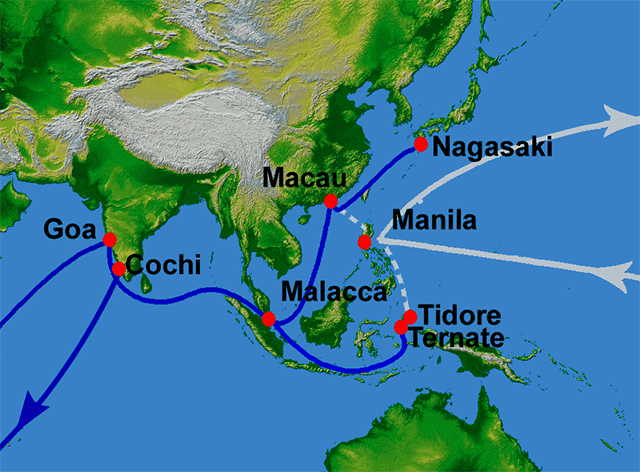 Nagasaki
Macau
Manila
Goa
Cochi
Malacca
Tidore
Ternate